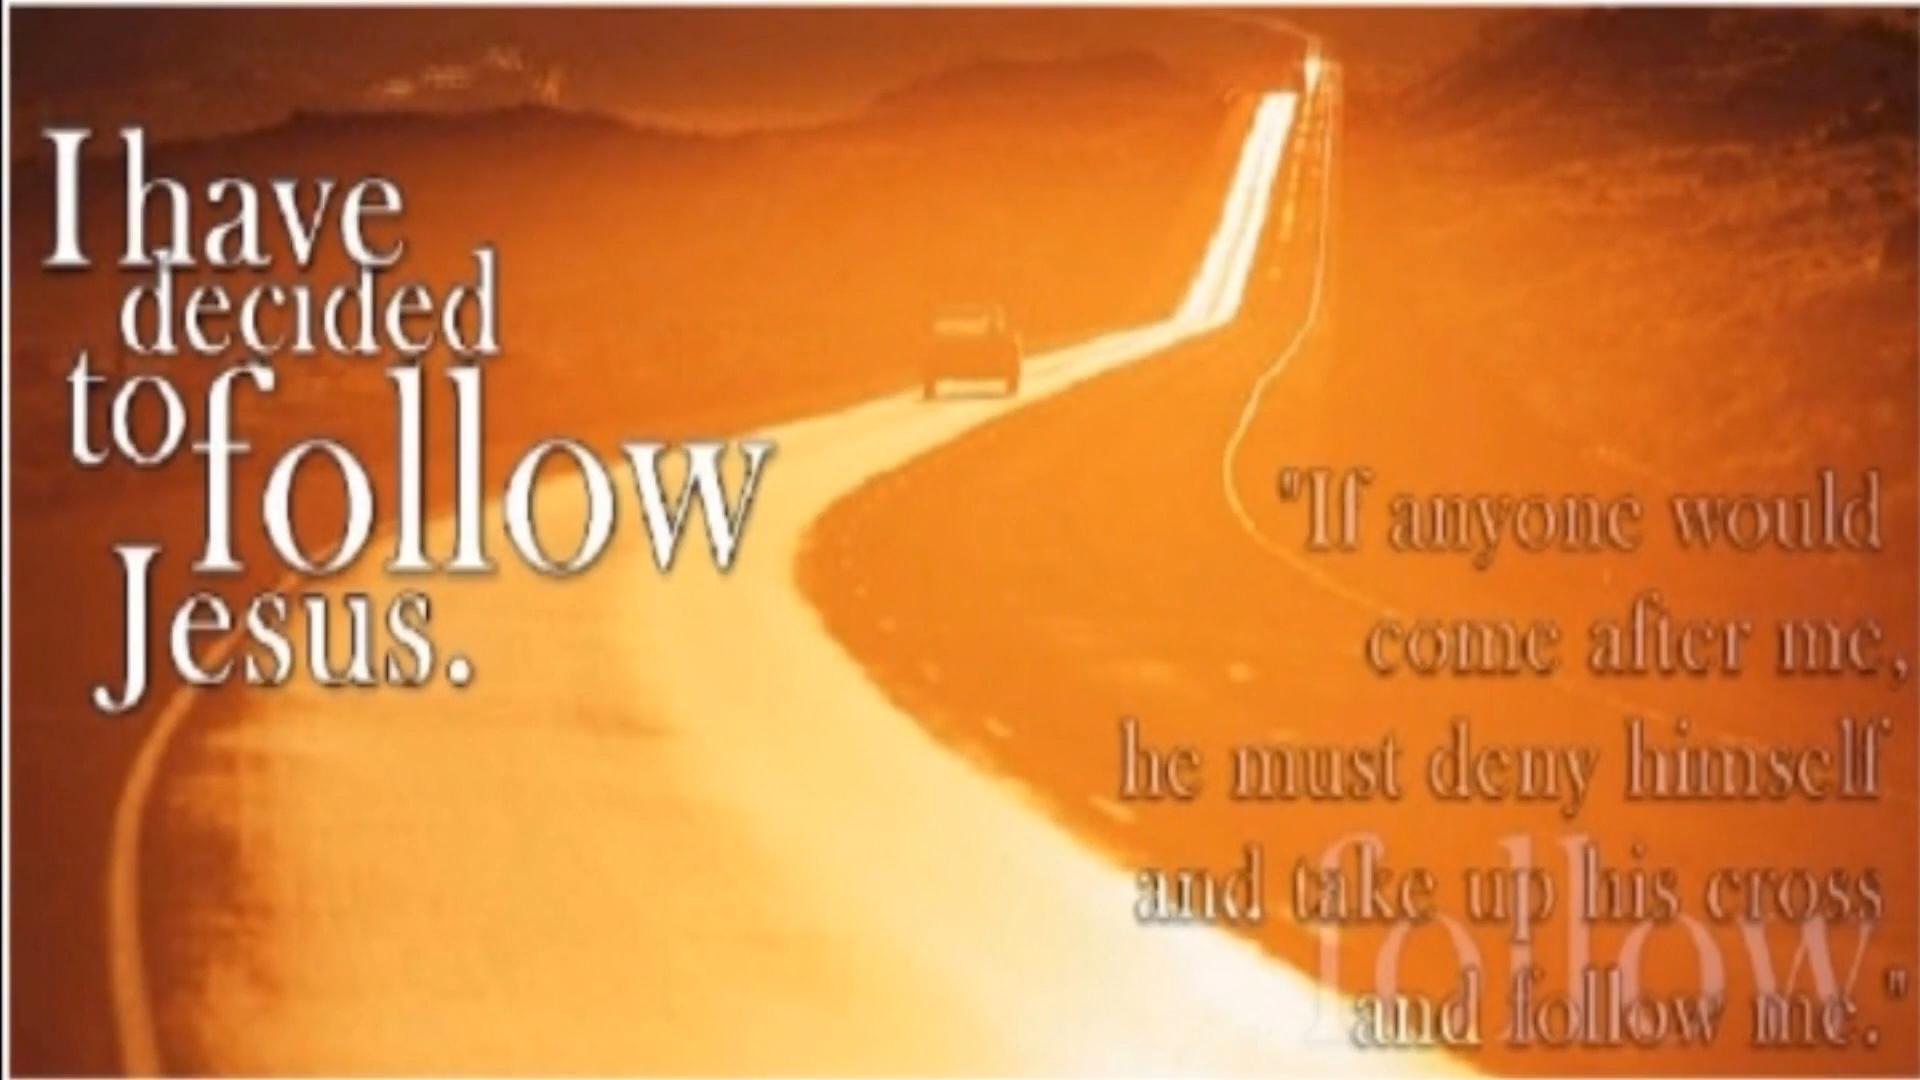 I have
decided
to follow
Jesus.
"If anyone would
come after me,
he must deny himself
and take up his cross
follow
and follow me."